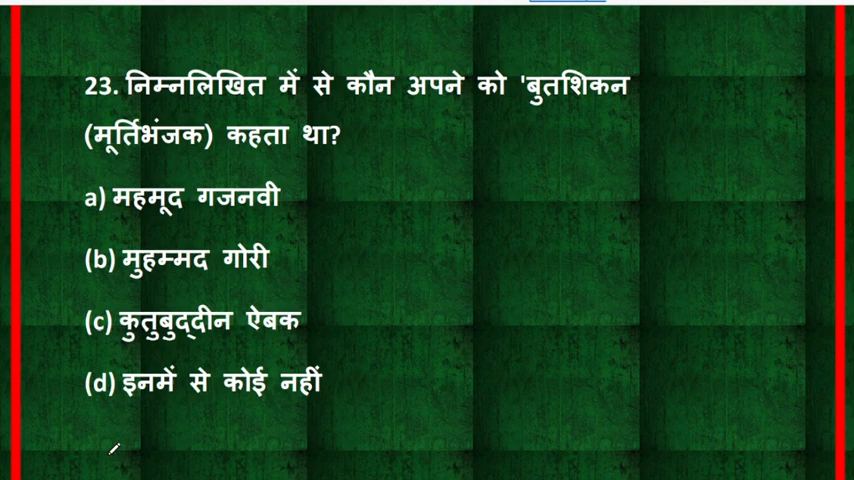 23. निम्नलिखित में से कौन अपने को 'बुतशिकन
(मूर्तिभंजक) कहता था?
a) महमूद गजनवी
(b) मुहम्मद गोरी
(c) कुतुबुद्दीन ऐबक
(d) इनमें से कोई नहीं